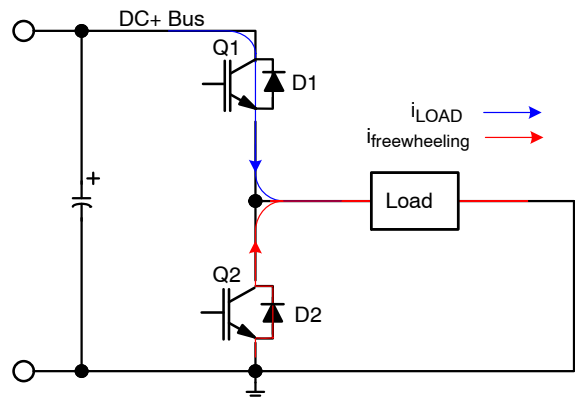 DC+ Bus
Q1
D1
iLOAD
ifreewheeling
+
Load
Q2
D2